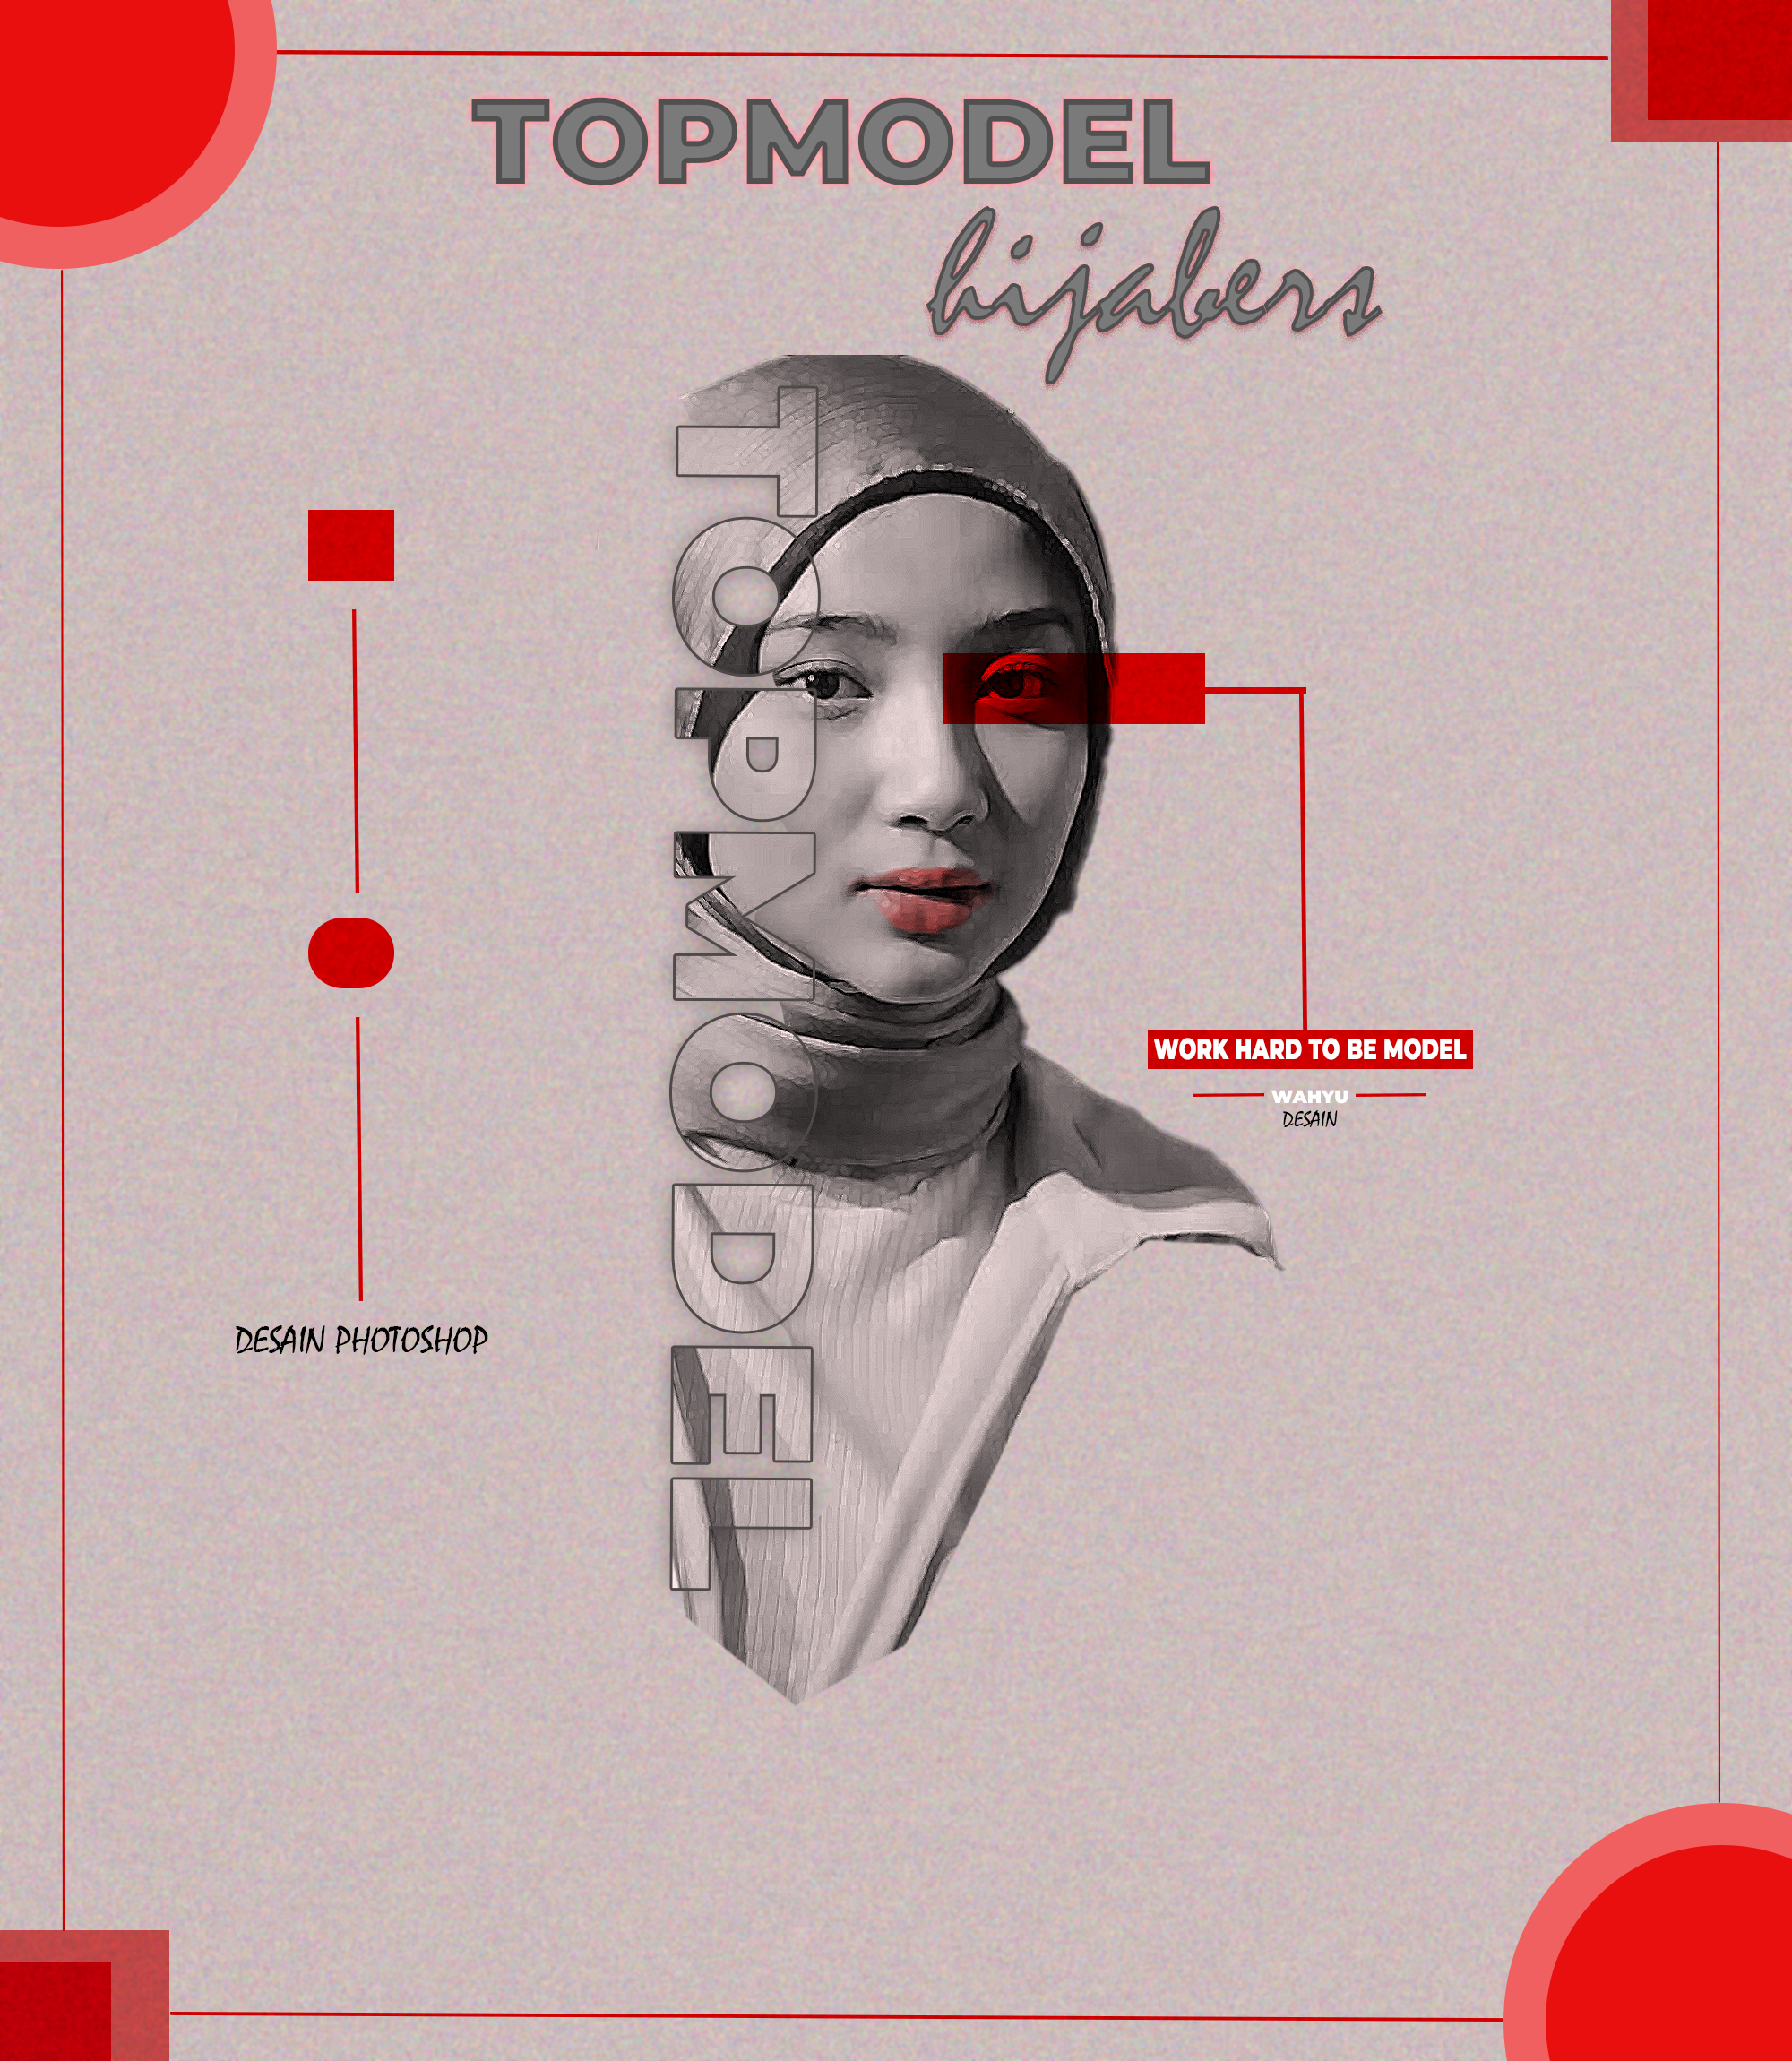 TOPMODEL
hijabers
TOPMODEL
WORK HARD TO BE MODEL
WAHYU
DESAIN
DESAIN PHOTOSHOP